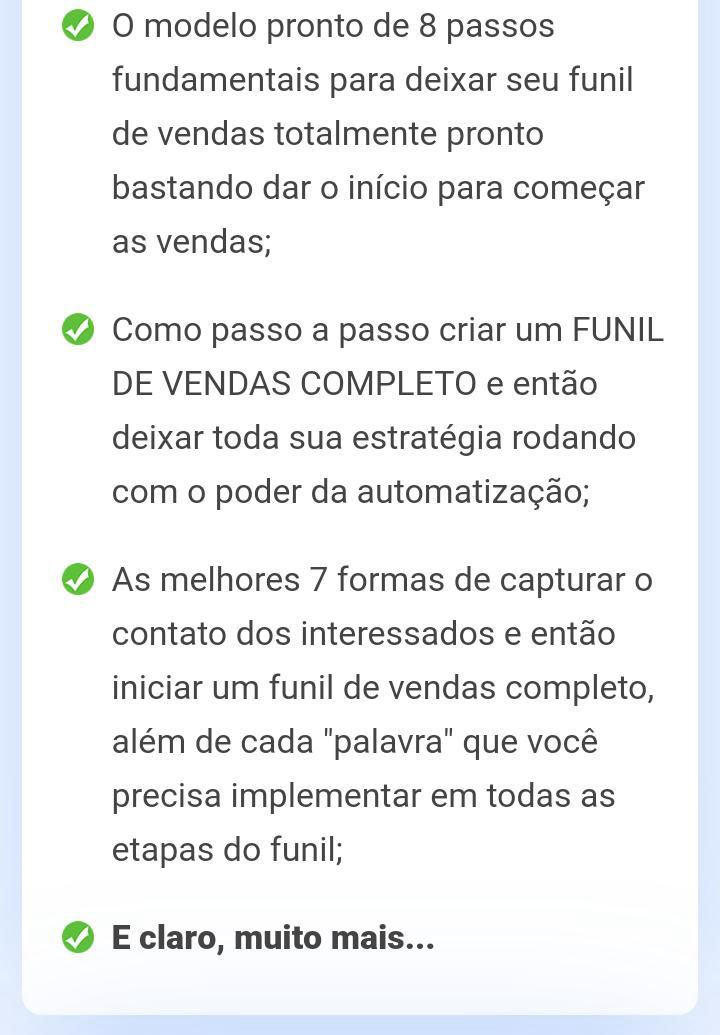 O modelo pronto de 8 passos
fundamentais para deixar seu funil
de vendas totalmente pronto
bastando dar o início para começar
as vendas;
Como passo a passo criar um FUNIL
DE VENDAS COMPLETO e então
deixar toda sua estratégia rodando
com o poder da automatização;
As melhores 7 formas de capturar o
contato dos interessados e então
iniciar um funil de vendas completo,
além de cada "palavra" que você
precisa implementar em todas as
etapas do funil;
E claro, muito mais...